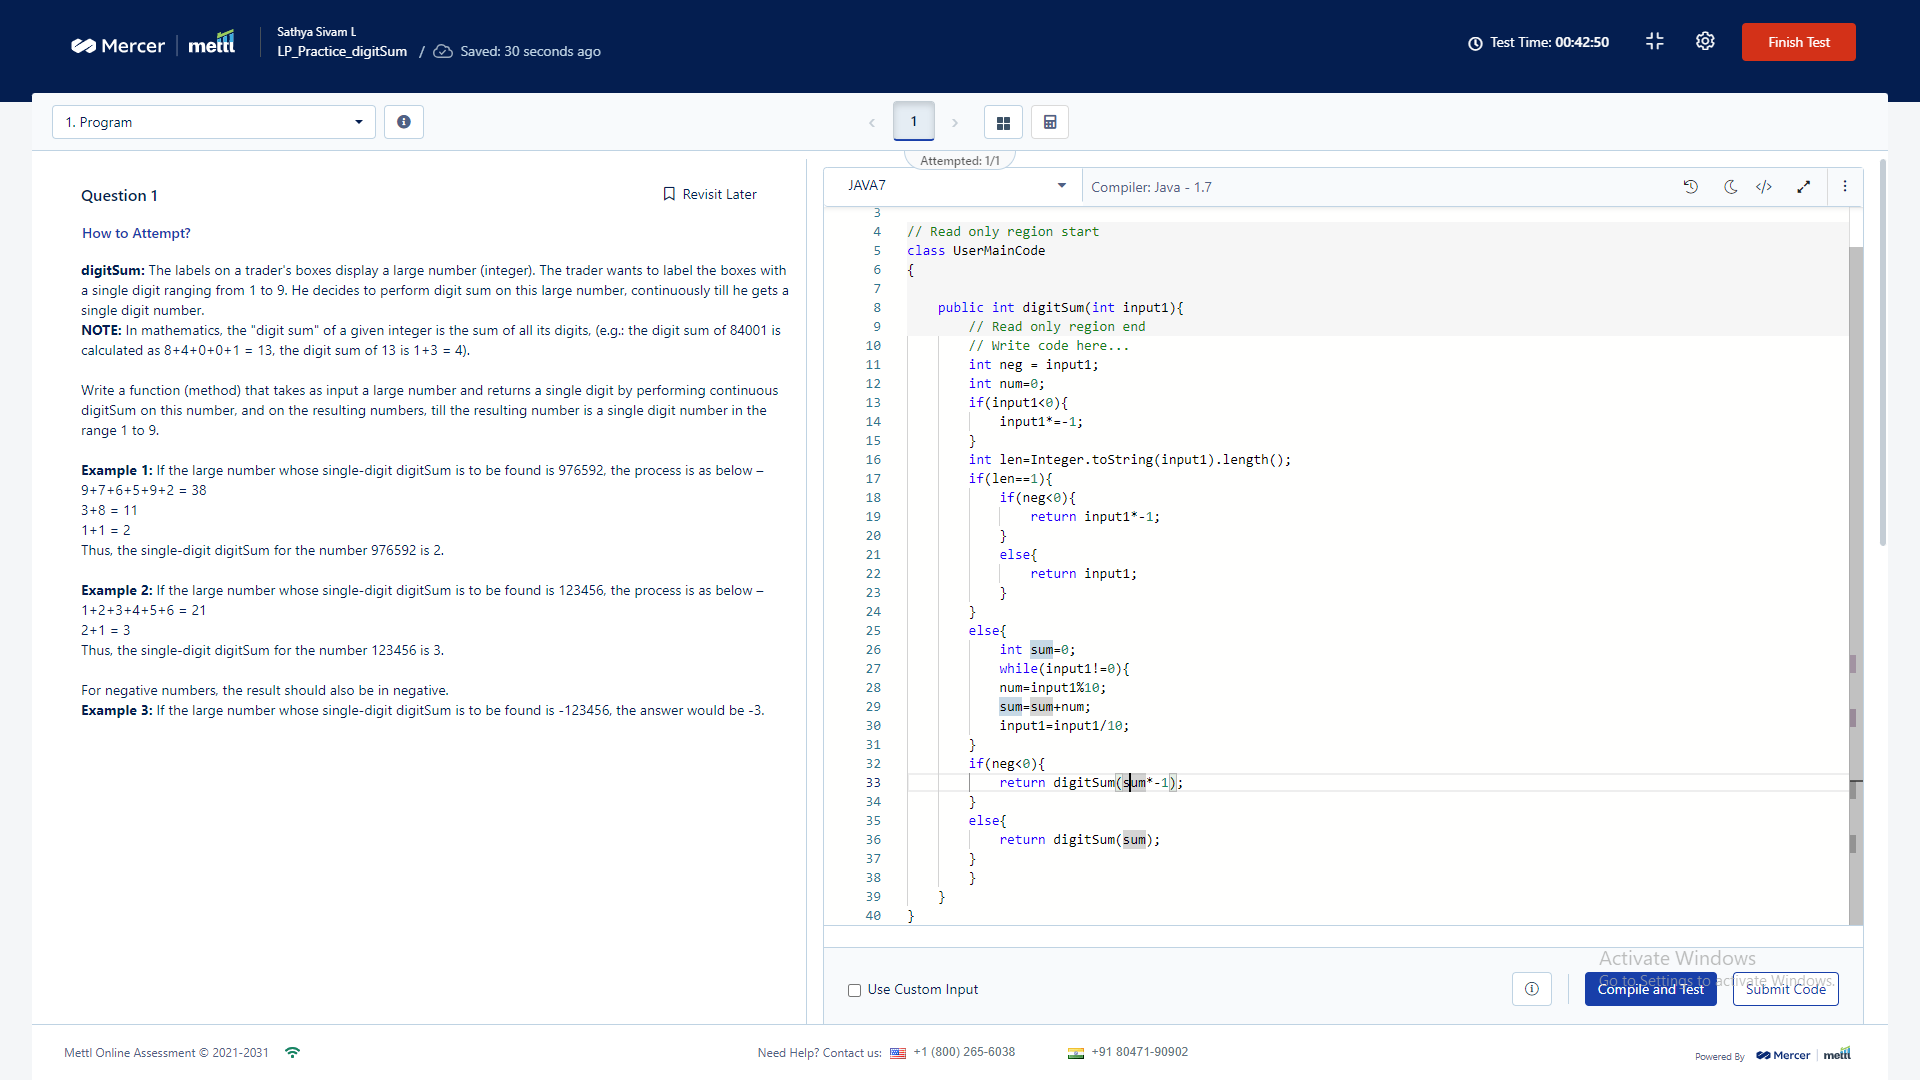 Mercer | mettl
Sathya Sivam L
LP_Practice_digitSum / Saved: 30 seconds ago
Test Time: 00:42:50
Finish Test
1. Program
1
Attempted: 1/1
Question 1
Revisit Later
How to Attempt?
digitSum: The labels on a trader's boxes display a large number (integer). The trader wants to label the boxes with
a single digit ranging from 1 to 9. He decides to perform digit sum on this large number, continuously till he gets a
single digit number.
NOTE: In mathematics, the "digit sum" of a given integer is the sum of all its digits, (e.g.: the digit sum of 84001 is
calculated as 8+4+0+0+1 = 13, the digit sum of 13 is 1+3 = 4).
Write a function (method) that takes as input a large number and returns a single digit by performing continuous
digitSum on this number, and on the resulting numbers, till the resulting number is a single digit number in the
range 1 to 9.
Example 1: If the large number whose single-digit digitSum is to be found is 976592, the process is as below –
9+7+6+5+9+2 = 38
3+8 = 11
1+1 = 2
Thus, the single-digit digitSum for the number 976592 is 2.
Example 2: If the large number whose single-digit digitSum is to be found is 123456, the process is as below –
1+2+3+4+5+6 = 21
2+1 = 3
Thus, the single-digit digitSum for the number 123456 is 3.
For negative numbers, the result should also be in negative.
Example 3: If the large number whose single-digit digitSum is to be found is -123456, the answer would be -3.
JAVA7
Compiler: Java - 1.7
3
4 // Read only region start
5 class UserMainCode
6 {
7
8 public int digitSum(int input1){
9 // Read only region end
10 // Write code here...
11 int neg = input1;
12 int num=0;
13 if(input1<0){
14 input1*=-1;
15 }
16 int len=Integer.toString(input1).length();
17 if(len==1){
18 if(neg<0){
19 return input1*-1;
20 }
21 else{
22 return input1;
23 }
24 }
25 else{
26 int sum=0;
27 while(input1!=0){
28 num=input1%10;
29 sum=sum+num;
30 input1=input1/10;
31 }
32 if(neg<0){
33 return digitSum(sum*-1);
34 }
35 else{
36 return digitSum(sum);
37 }
38 }
39 }
40 }
Activate Windows
Go to Settings to activate Windows.
Use Custom Input
Compile and Test
Submit Code
Mettl Online Assessment © 2021-2031
Need Help? Contact us: +1 (800) 265-6038
+91 80471-90902
Powered By Mercer | mettl